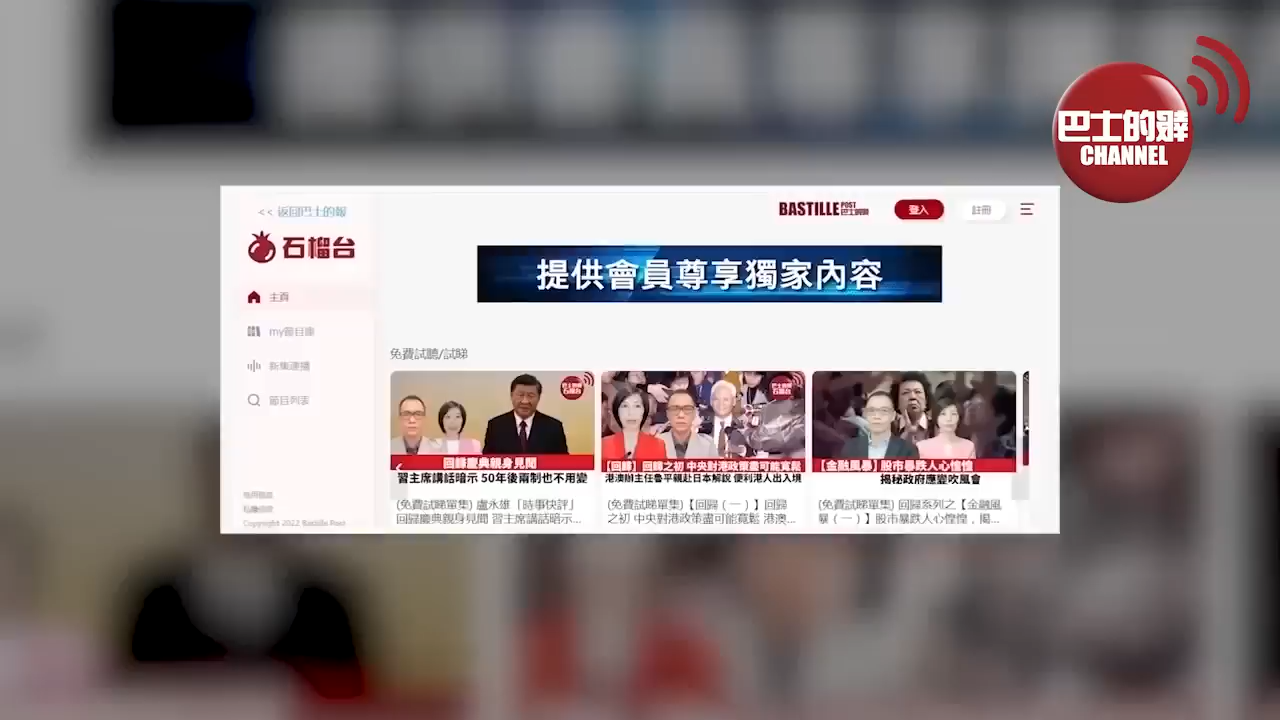 巴士的報
CHANNEL
<< 返回巴士的報
BASTILLE POST
巴士的報
登入
註冊
石榴台
提供會員尊享獨家內容
主頁
my節目庫
新集連播
節目列表
免費試聽/試睇
回歸慶典親身見聞
習主席講話暗示 50年後兩制也不用變
(免費試睇單集) 盧永雄「時事快評」
回歸慶典親身見聞 習主席講話暗示...
【回歸】回歸之初 中央對港政策盡可能寬鬆
港澳辦主任魯平親赴日本解說 便利港人出入境
(免費試睇單集)【回歸（一）】回歸
之初 中央對港政策盡可能寬鬆 港澳...
【金融風暴】股市暴跌人心惶惶
揭秘政府應變吹風會
(免費試睇單集) 回歸系列之【金融風
暴（一）】股市暴跌人心惶惶，揭...
Copyright 2022 Bastille Post